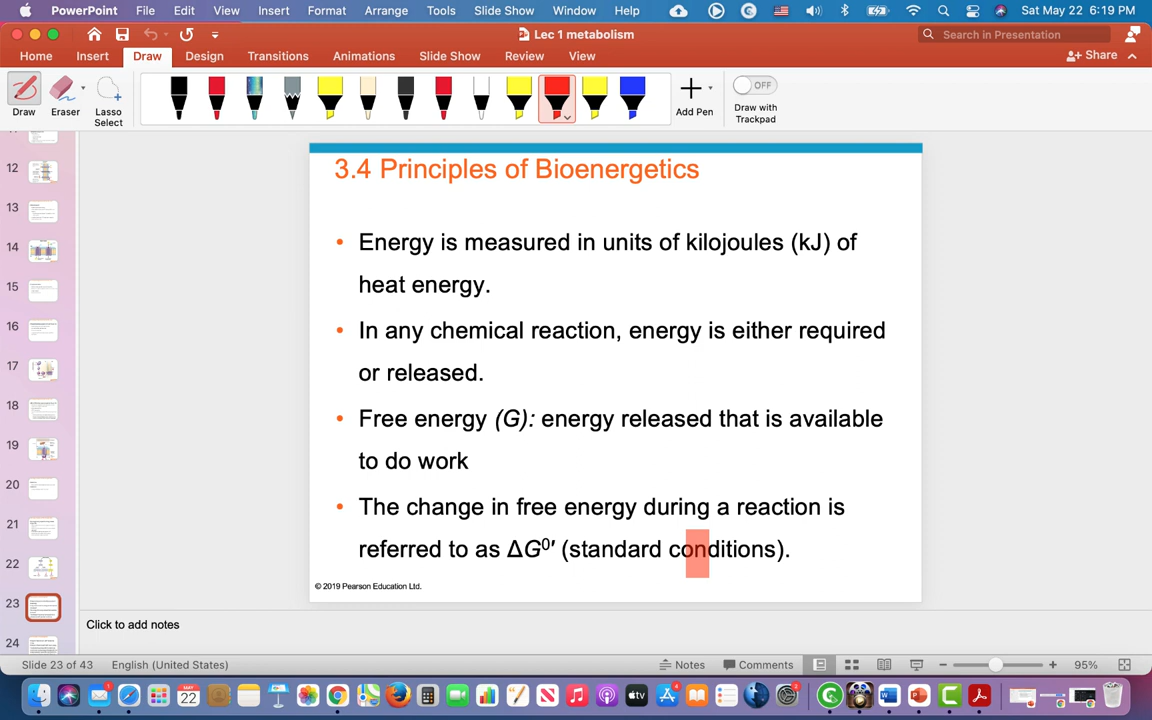 PowerPoint File Edit View Insert Format Arrange Tools Slide Show Window Help Sat May 22 6:19 PM
Lec 1 metabolism
Search in Presentation
Home Insert Draw Design Transitions Animations Slide Show Review View
Share
Draw
Eraser
Lasso
Select
Add Pen
OFF
Draw with
Trackpad
12
13
14
15
16
17
18
19
20
21
22
23
24
3.4 Principles of Bioenergetics
• Energy is measured in units of kilojoules (kJ) of
heat energy.
• In any chemical reaction, energy is either required
or released.
• Free energy (G): energy released that is available
to do work
• The change in free energy during a reaction is
referred to as ΔG⁰′ (standard conditions).
© 2019 Pearson Education Ltd.
Click to add notes
Slide 23 of 43 English (United States) Notes Comments 95%
MAY
22
tv